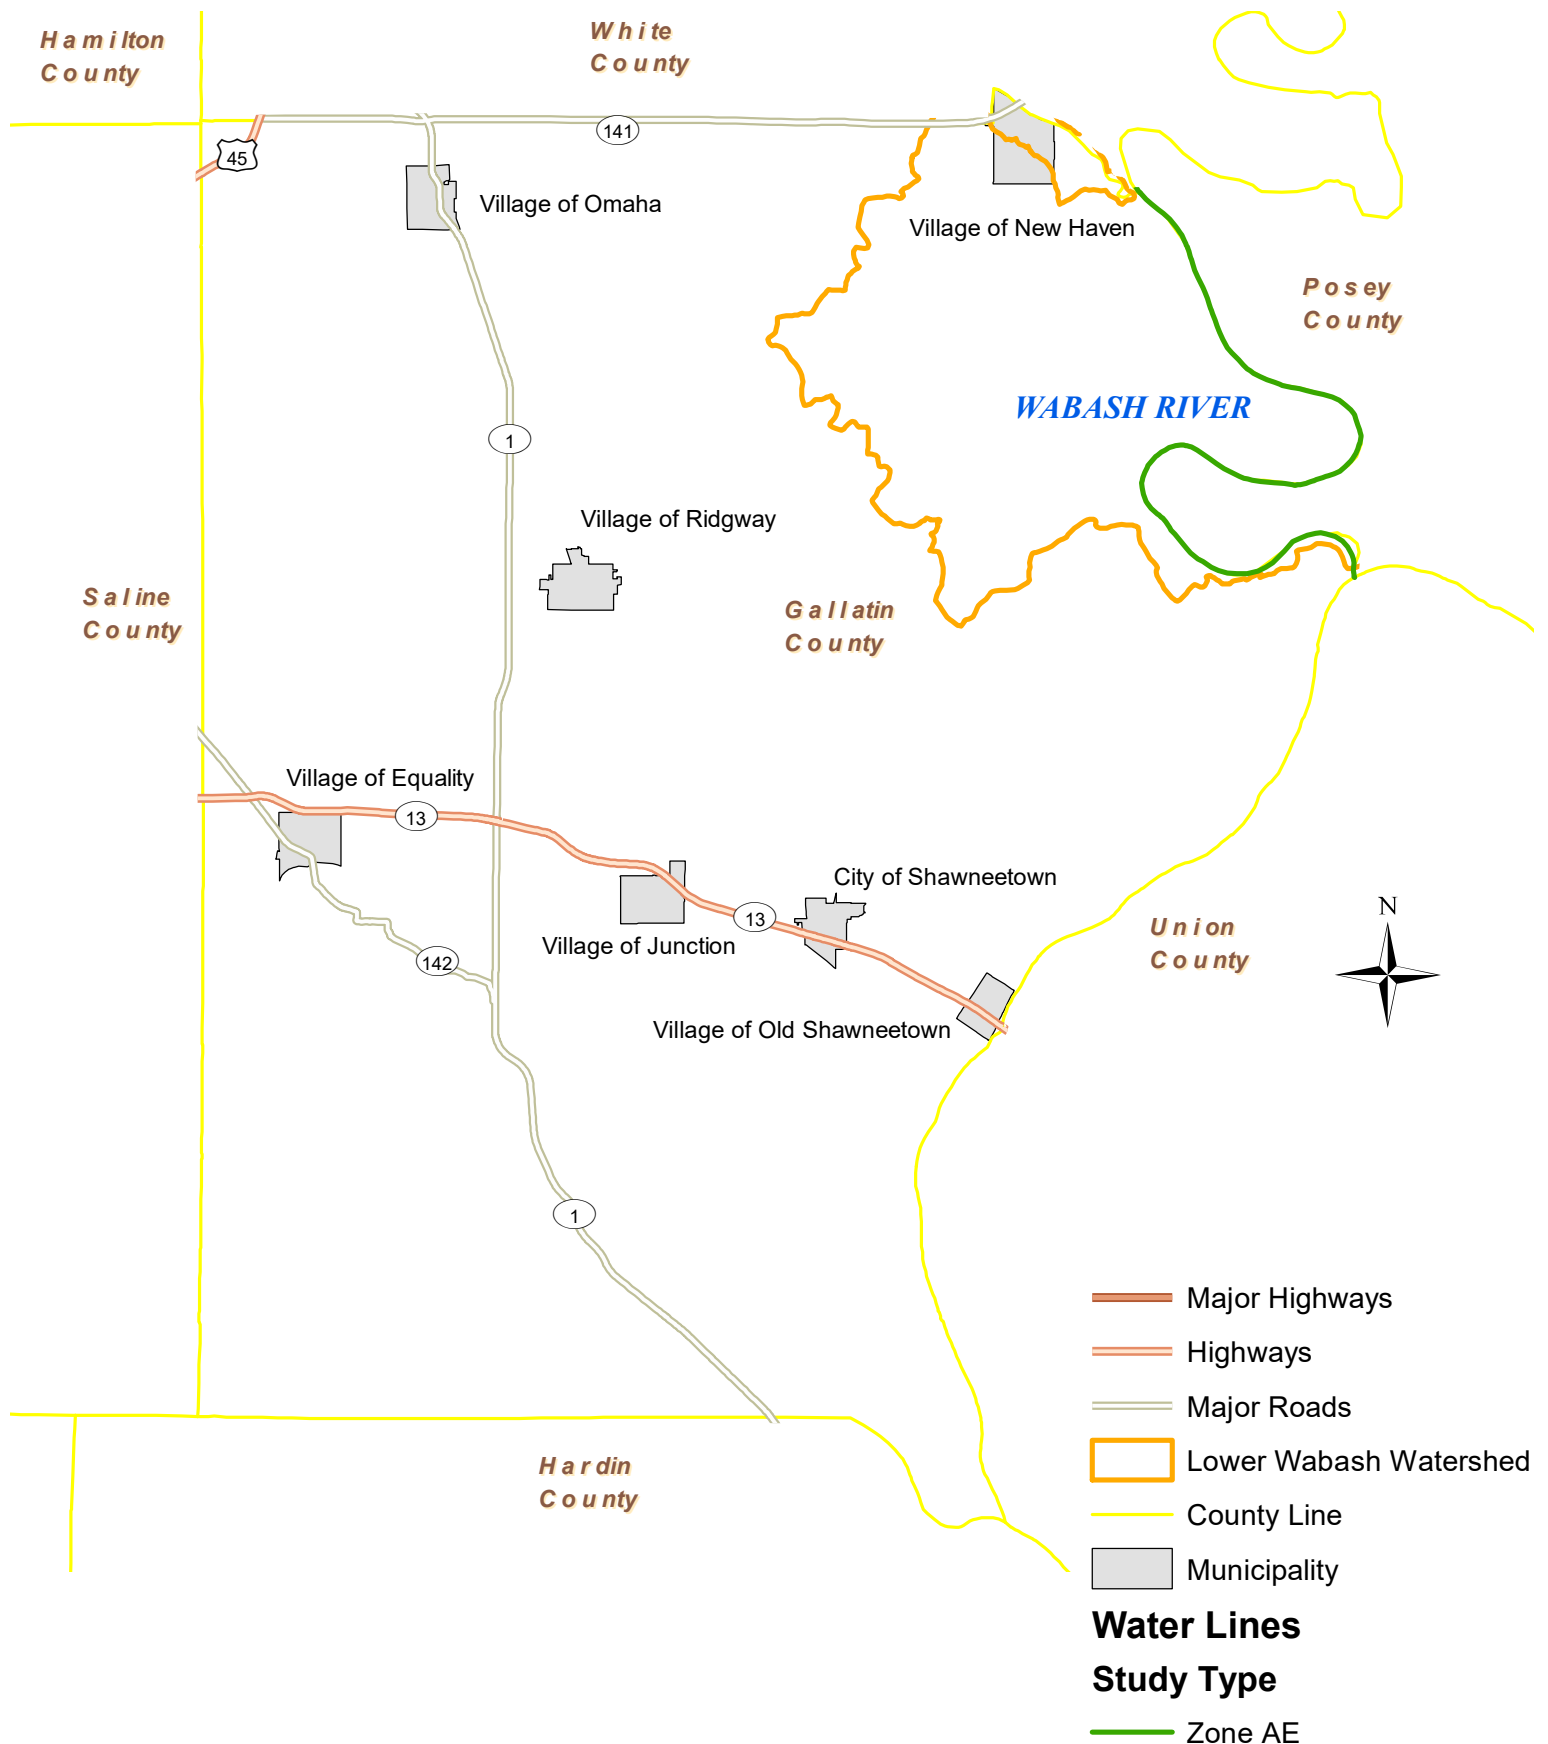 Hamilton
County
White
County
141
45
Village of Omaha
Village of New Haven
Posey
County
WABASH RIVER
1
Village of Ridgway
Saline
County
Gallatin
County
Village of Equality
13
City of Shawneetown
13
Village of Junction
142
Union
County
N
Village of Old Shawneetown
1
Hardin
County
Major Highways
Highways
Major Roads
Lower Wabash Watershed
County Line
Municipality
Water Lines
Study Type
Zone AE